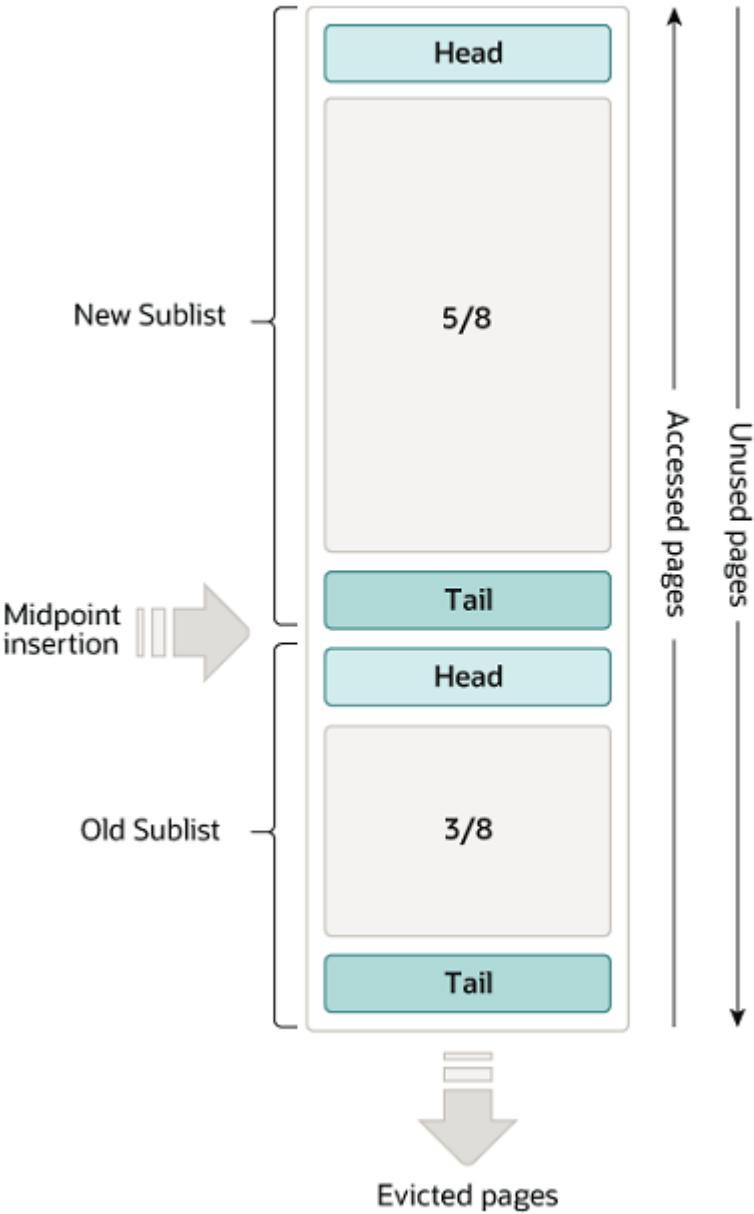 Head
5/8
New Sublist
Accessed pages
Unused pages
Tail
Midpoint
insertion
Head
3/8
Old Sublist
Tail
Evicted pages